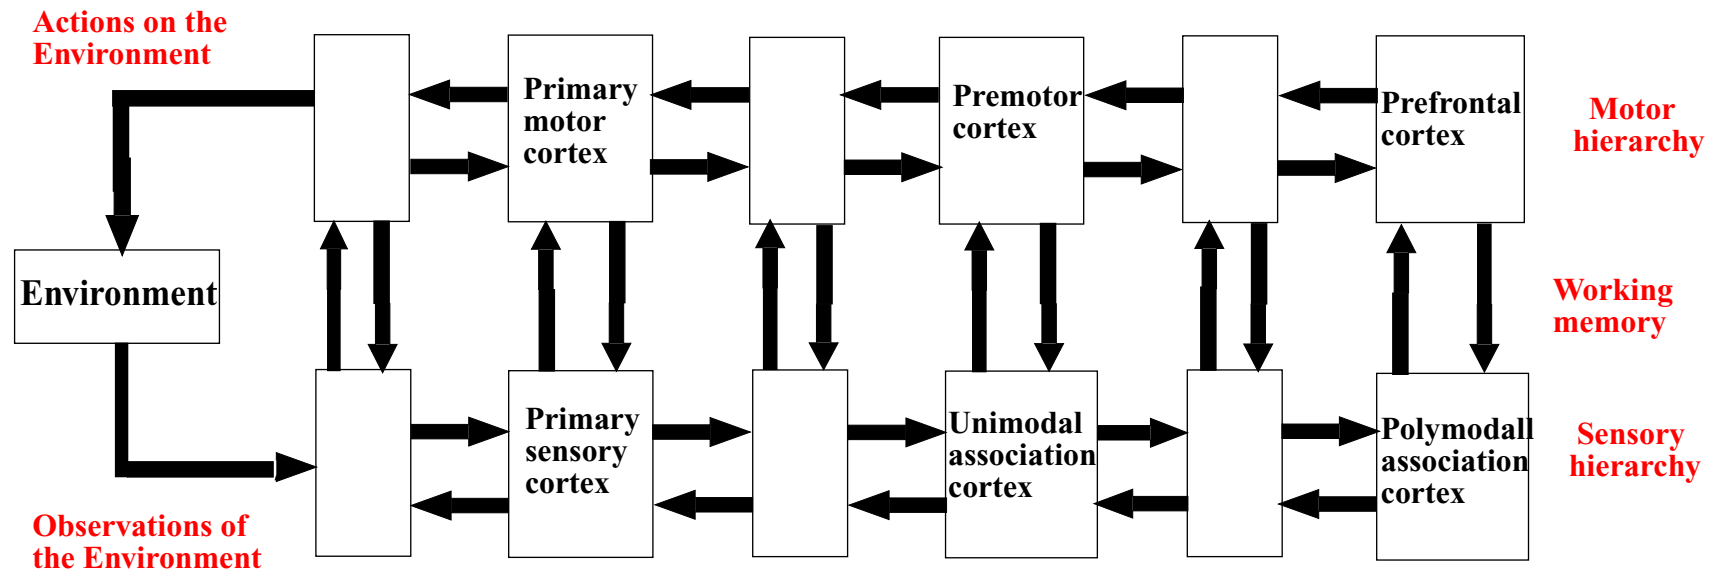 Actions on the
Environment
Primary
motor
cortex
Premotor
cortex
Prefrontal
cortex
Motor
hierarchy
Environment
Working
memory
Primary
sensory
cortex
Unimodal
association
cortex
Polymodall
association
cortex
Sensory
hierarchy
Observations of
the Environment